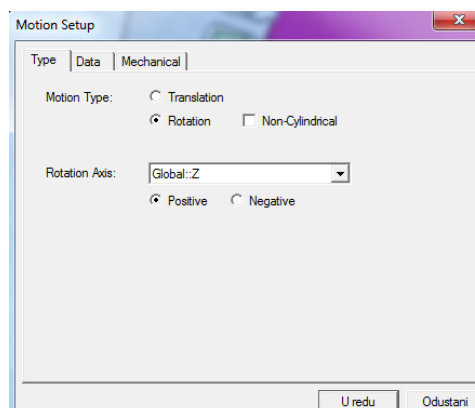 Motion Setup
Type Data Mechanical
Motion Type: Translation
Rotation Non-Cylindrical
Rotation Axis: Global::Z
Positive Negative
U redu Odustani